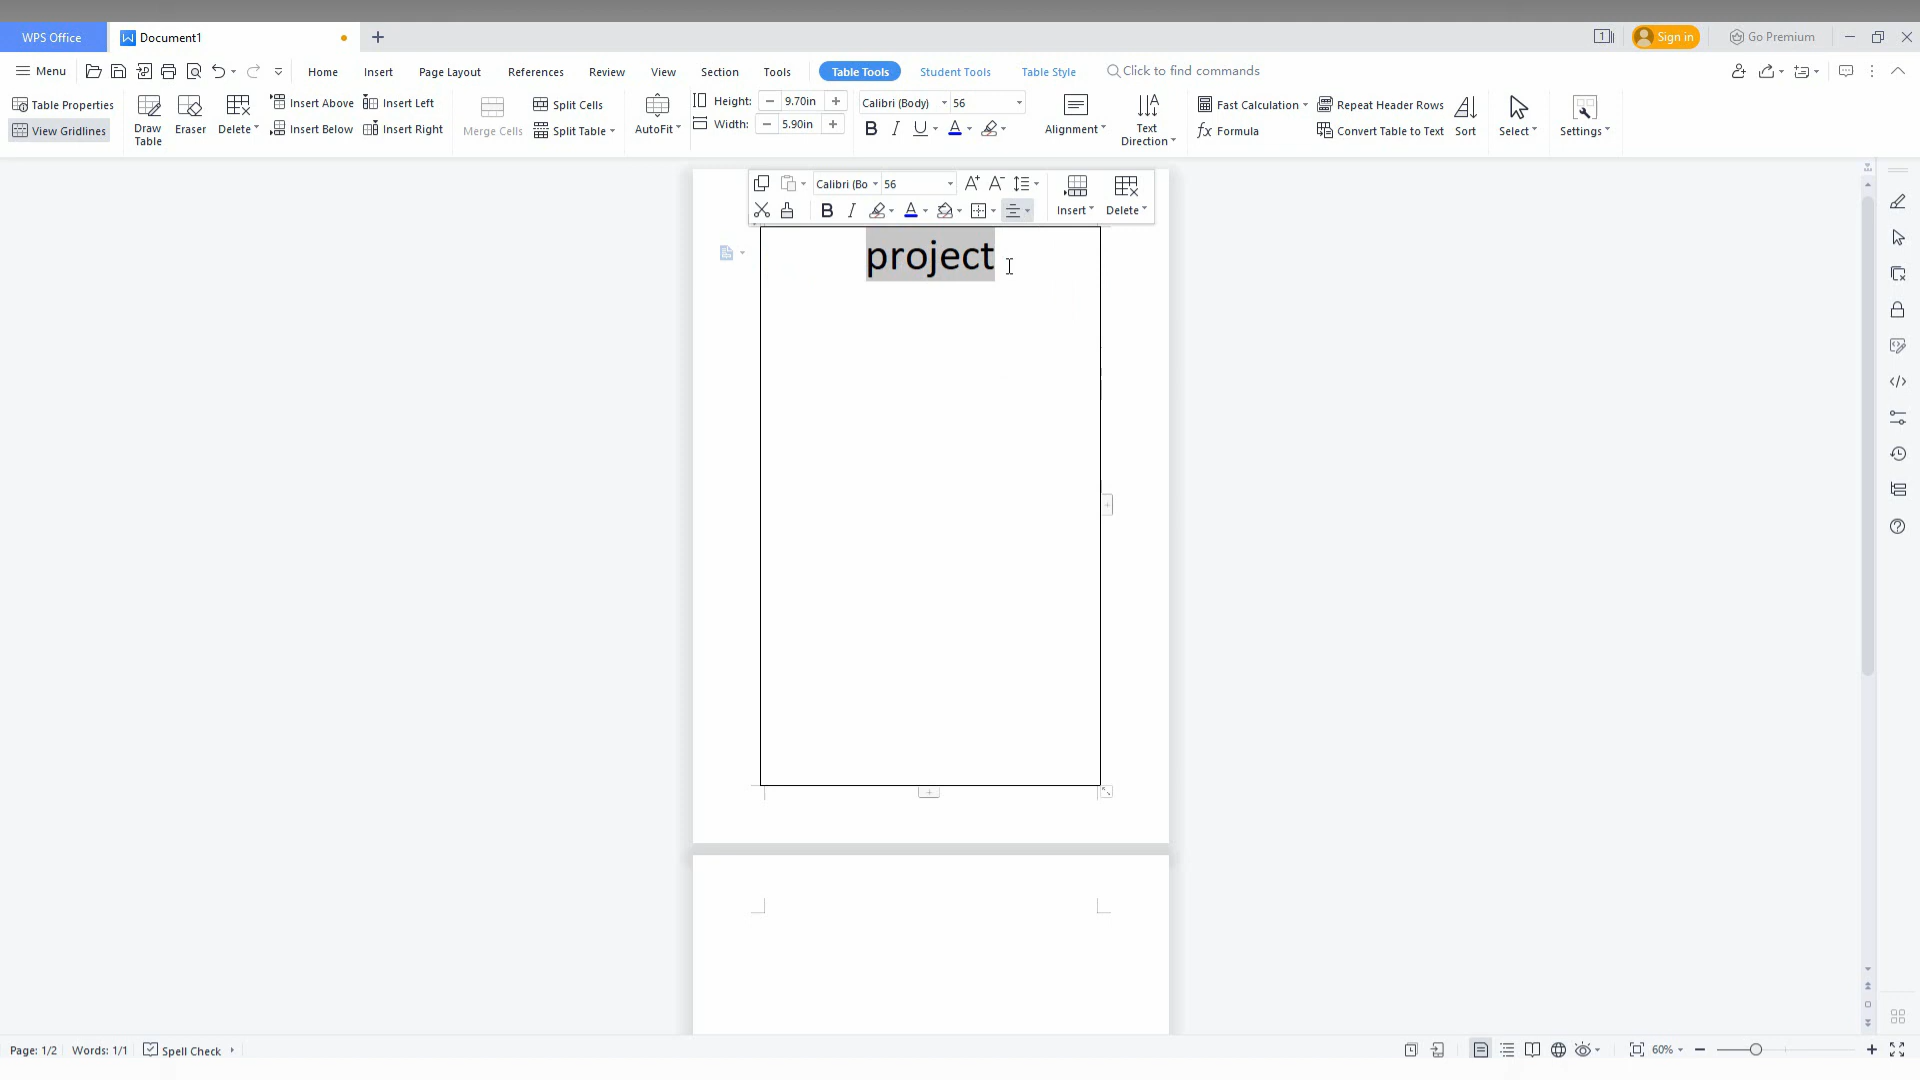 WPS Office Document1 1 Sign in Go Premium
Menu Home Insert Page Layout References Review View Section Tools Table Tools Student Tools Table Style Click to find commands
Table Properties Insert Above Insert Left Split Cells Height: 9.70in Calibri (Body) 56 Fast Calculation Repeat Header Rows
View Gridlines Draw Table Eraser Delete Insert Below Insert Right Merge Cells Split Table AutoFit Width: 5.90in B I U A Alignment Text Direction fx Formula Convert Table to Text Sort Select Settings
Calibri (Bo 56 A+ A-
B I A Insert Delete
project
Page: 1/2 Words: 1/1 Spell Check 60%